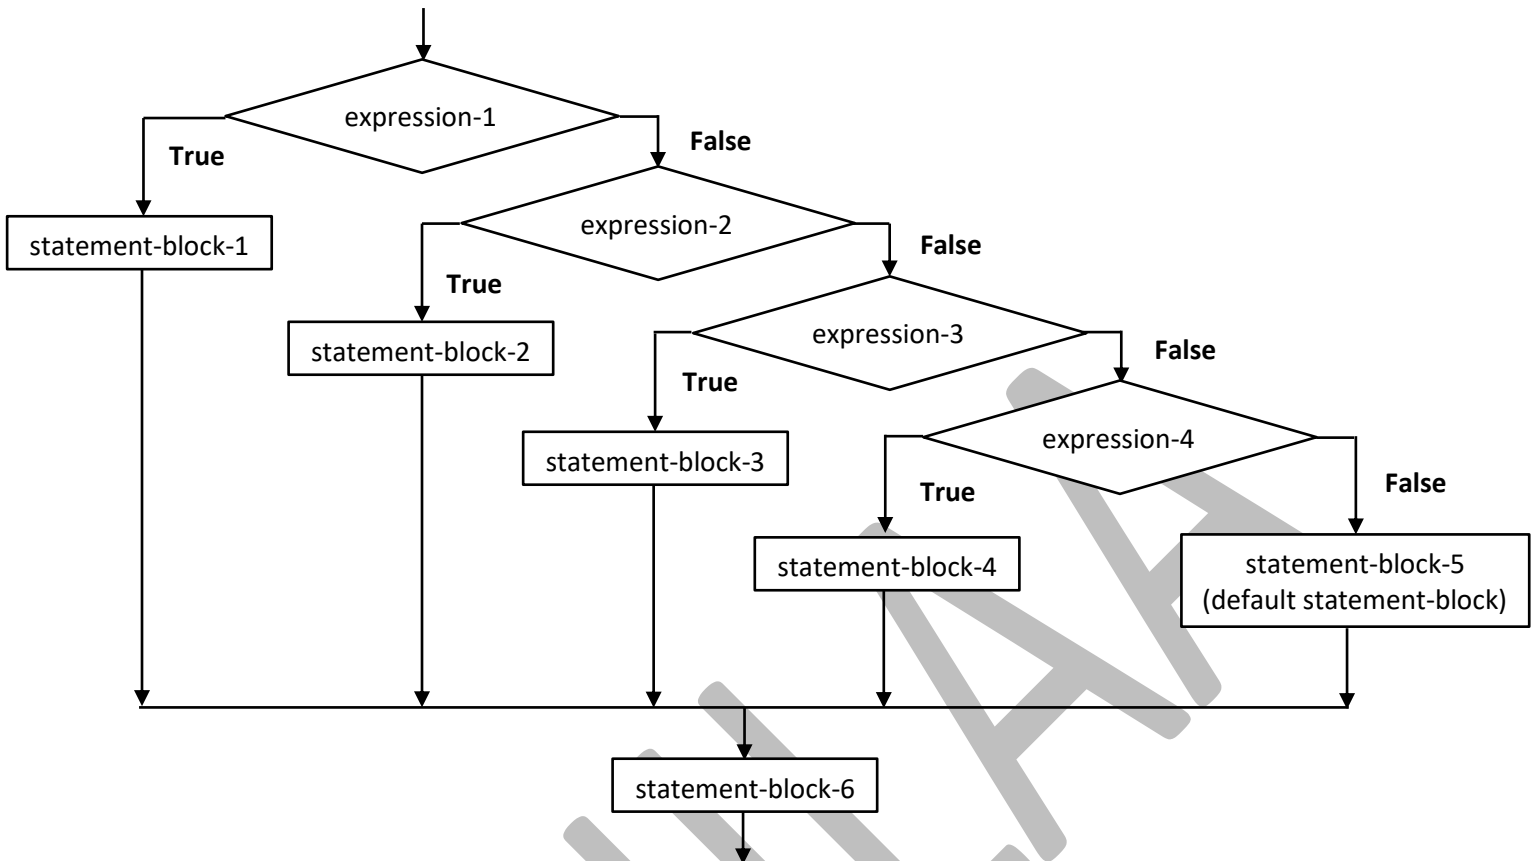 expression-1
True
False
statement-block-1
expression-2
True
False
statement-block-2
expression-3
True
False
statement-block-3
expression-4
True
False
statement-block-4
statement-block-5
(default statement-block)
statement-block-6